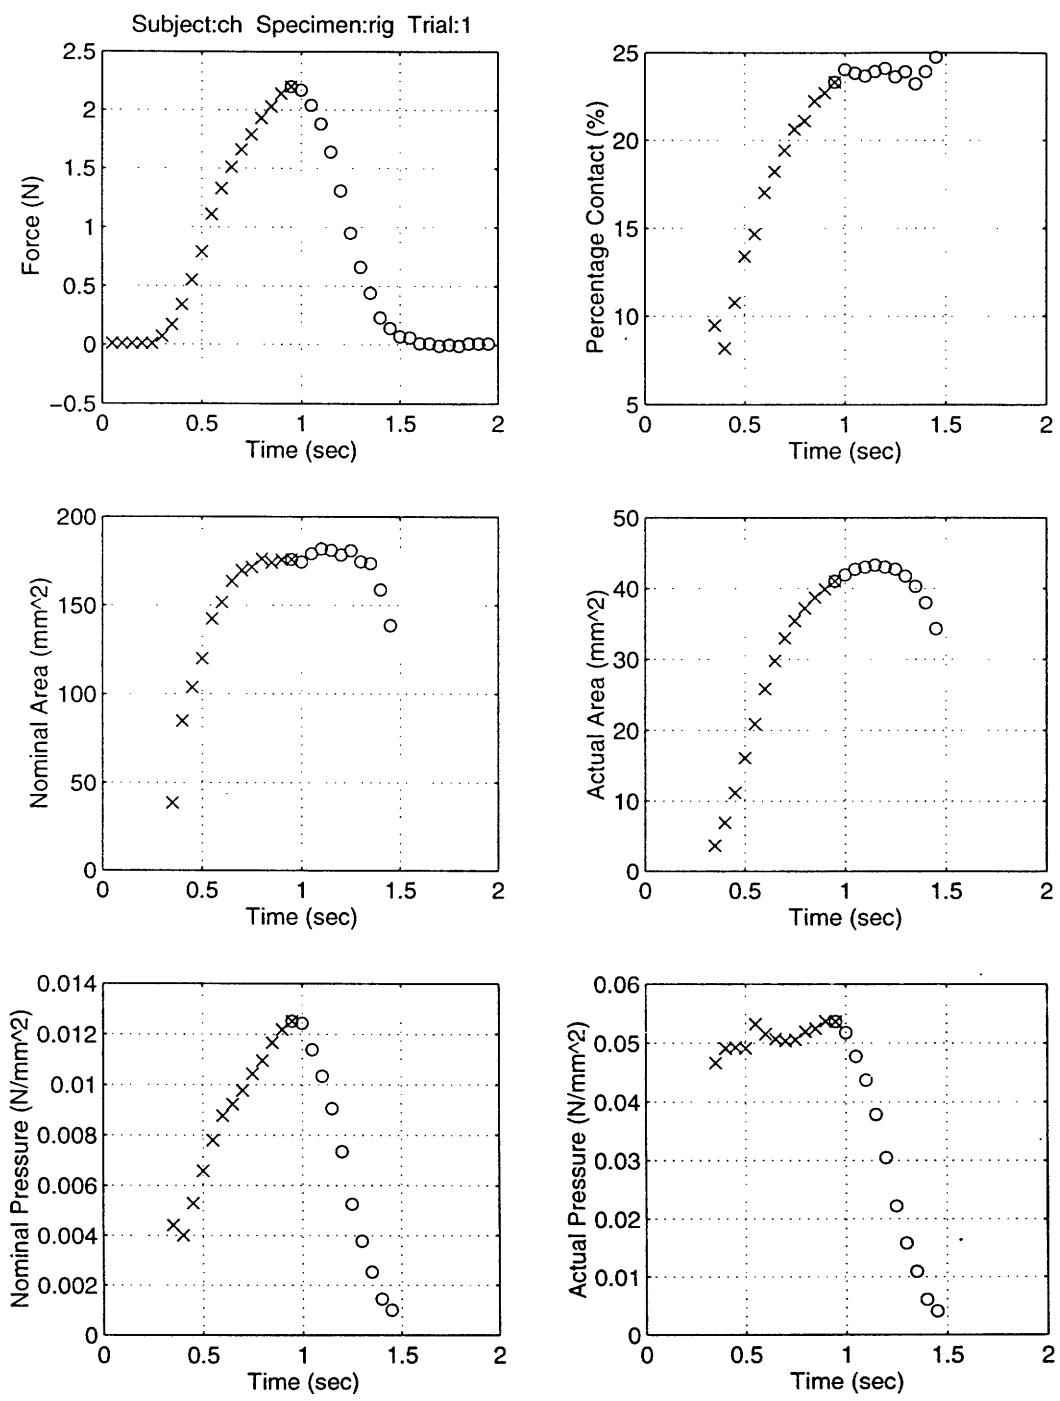 Subject:ch Specimen:rig Trial:1
2.5
2
1.5
1
0.5
0
−0.5
Force (N)
0 0.5 1 1.5 2
Time (sec)
25
20
15
10
5
Percentage Contact (%)
0 0.5 1 1.5 2
Time (sec)
200
150
100
50
0
Nominal Area (mm^2)
0 0.5 1 1.5 2
Time (sec)
50
40
30
20
10
0
Actual Area (mm^2)
0 0.5 1 1.5 2
Time (sec)
0.014
0.012
0.01
0.008
0.006
0.004
0.002
0
Nominal Pressure (N/mm^2)
0 0.5 1 1.5 2
Time (sec)
0.06
0.05
0.04
0.03
0.02
0.01
0
Actual Pressure (N/mm^2)
0 0.5 1 1.5 2
Time (sec)